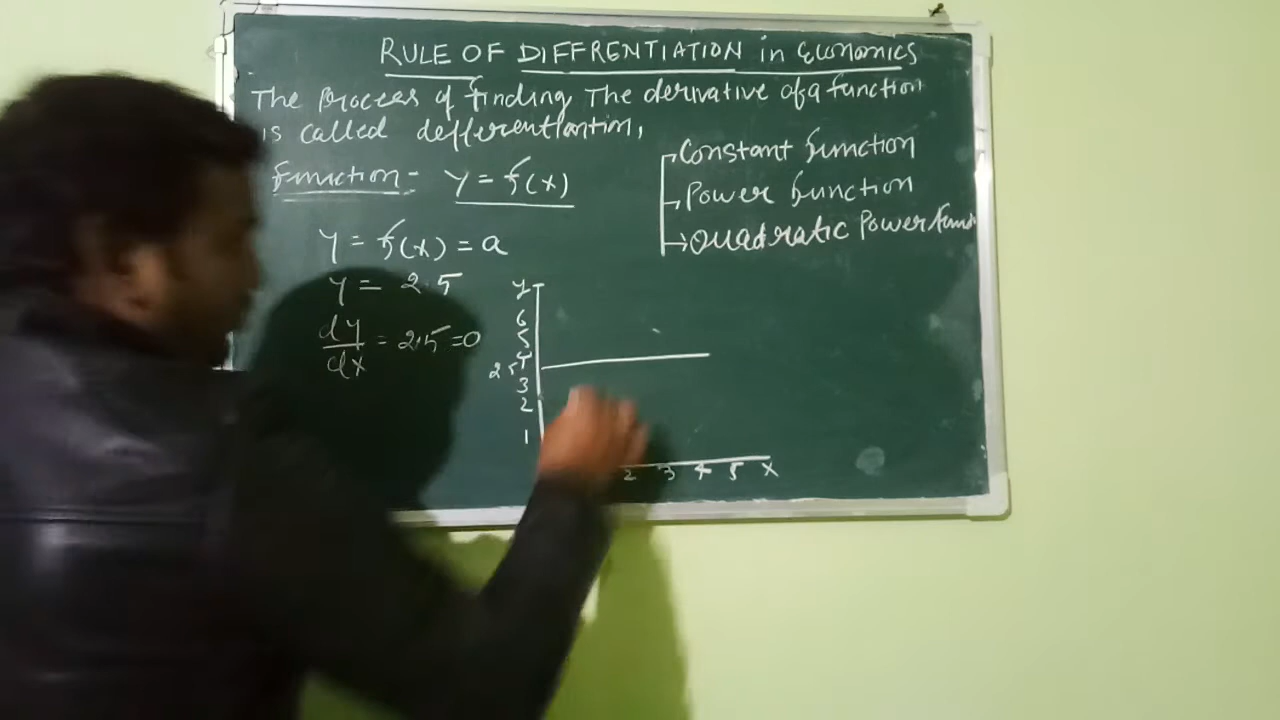 RULE OF DIFFRENTIATION in Economics
The process of finding The derivative of a function
is called defferentiantion,
function:- y = f(x)
Constant function
Power function
Quadratic Power func
y = f(x) = a
y = 2.5
dy/dx = 2.5 = 0
y
6
5
4
2.5
3
2
1
2 3 4 5 x